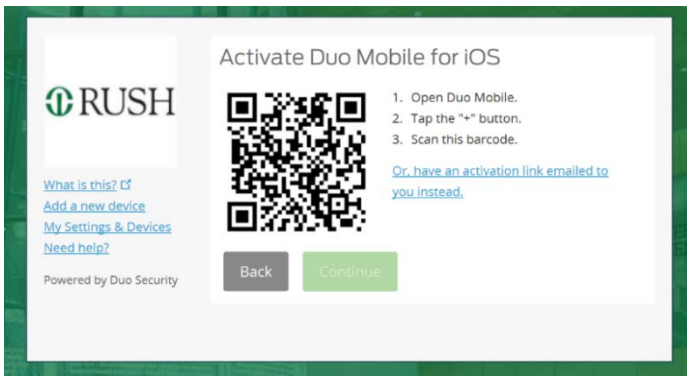 RUSH
What is this?
Add a new device
My Settings & Devices
Need help?
Powered by Duo Security
Activate Duo Mobile for iOS
1. Open Duo Mobile.
2. Tap the "+" button.
3. Scan this barcode.
Or, have an activation link emailed to
you instead.
Back
Continue